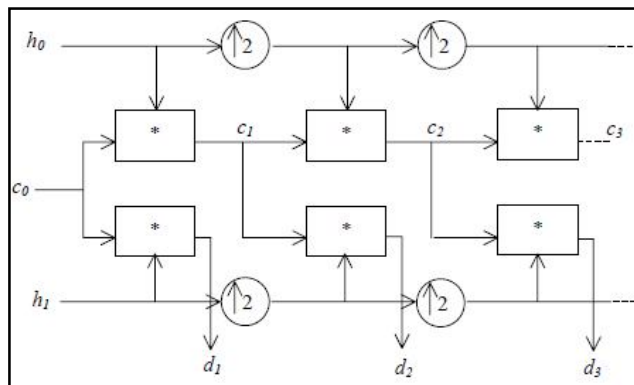 h₀ ↑2 ↑2
* c₁ * c₂ * c₃
c₀
* * *
h₁ ↑2 ↑2
d₁ d₂ d₃